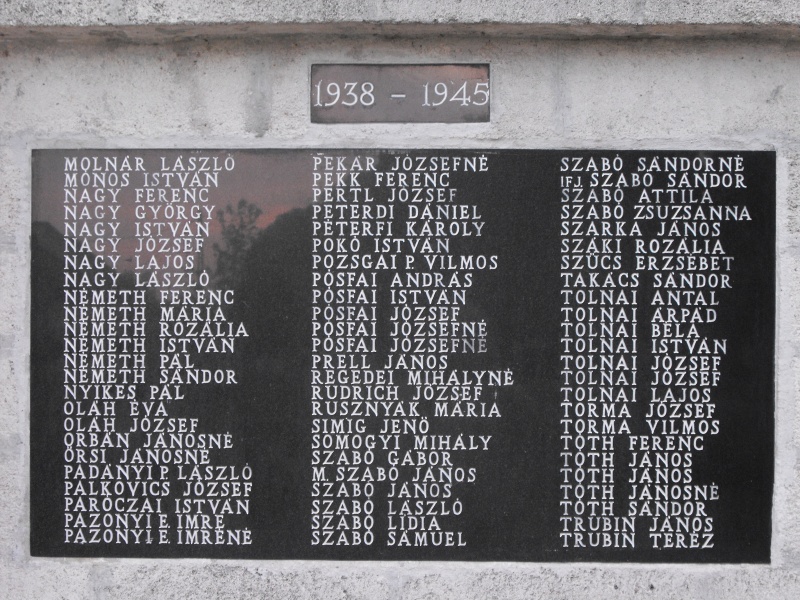 1938 – 1945
MOLNÁR LÁSZLÓ
MÓNOS ISTVÁN
NAGY FERENC
NAGY GYÖRGY
NAGY ISTVÁN
NAGY JÓZSEF
NAGY LAJOS
NAGY LÁSZLÓ
NÉMETH FERENC
NÉMETH MÁRIA
NÉMETH ROZÁLIA
NÉMETH ISTVÁN
NÉMETH PÁL
NÉMETH SÁNDOR
NYIKES PÁL
OLÁH ÉVA
OLÁH JÓZSEF
ORBÁN JÁNOSNÉ
ŐRSI JÁNOSNÉ
PADÁNYI P. LÁSZLÓ
PALKOVICS JÓZSEF
PARÓCZAI ISTVÁN
PAZONYI E. IMRE
PAZONYI E. IMRÉNÉ
PEKÁR JÓZSEFNÉ
PEKK FERENC
PERTL JÓZSEF
PETERDI DÁNIEL
PÉTERFI KÁROLY
POKÓ ISTVÁN
POZSGAI P. VILMOS
PÓSFAI ANDRÁS
PÓSFAI ISTVÁN
PÓSFAI JÓZSEF
PÓSFAI JÓZSEFNÉ
PÓSFAI JÓZSEFNÉ
PRELL JÁNOS
REGEDEI MIHÁLYNÉ
RUDRICH JÓZSEF
RUSZNYÁK MÁRIA
SIMIG JENŐ
SOMOGYI MIHÁLY
SZABÓ GÁBOR
M. SZABÓ JÁNOS
SZABÓ JÁNOS
SZABÓ LÁSZLÓ
SZABÓ LÍDIA
SZABÓ SÁMUEL
SZABÓ SÁNDORNÉ
IFJ. SZABÓ SÁNDOR
SZABÓ ATTILA
SZABÓ ZSUZSANNA
SZARKA JÁNOS
SZÁKI ROZÁLIA
SZŰCS ERZSÉBET
TAKÁCS SÁNDOR
TOLNAI ANTAL
TOLNAI ÁRPÁD
TOLNAI BÉLA
TOLNAI ISTVÁN
TOLNAI JÓZSEF
TOLNAI JÓZSEF
TOLNAI LAJOS
TORMA JÓZSEF
TORMA VILMOS
TÓTH FERENC
TÓTH JÁNOS
TÓTH JÁNOS
TÓTH JÁNOSNÉ
TÓTH SÁNDOR
TRUBIN JÁNOS
TRUBIN TERÉZ